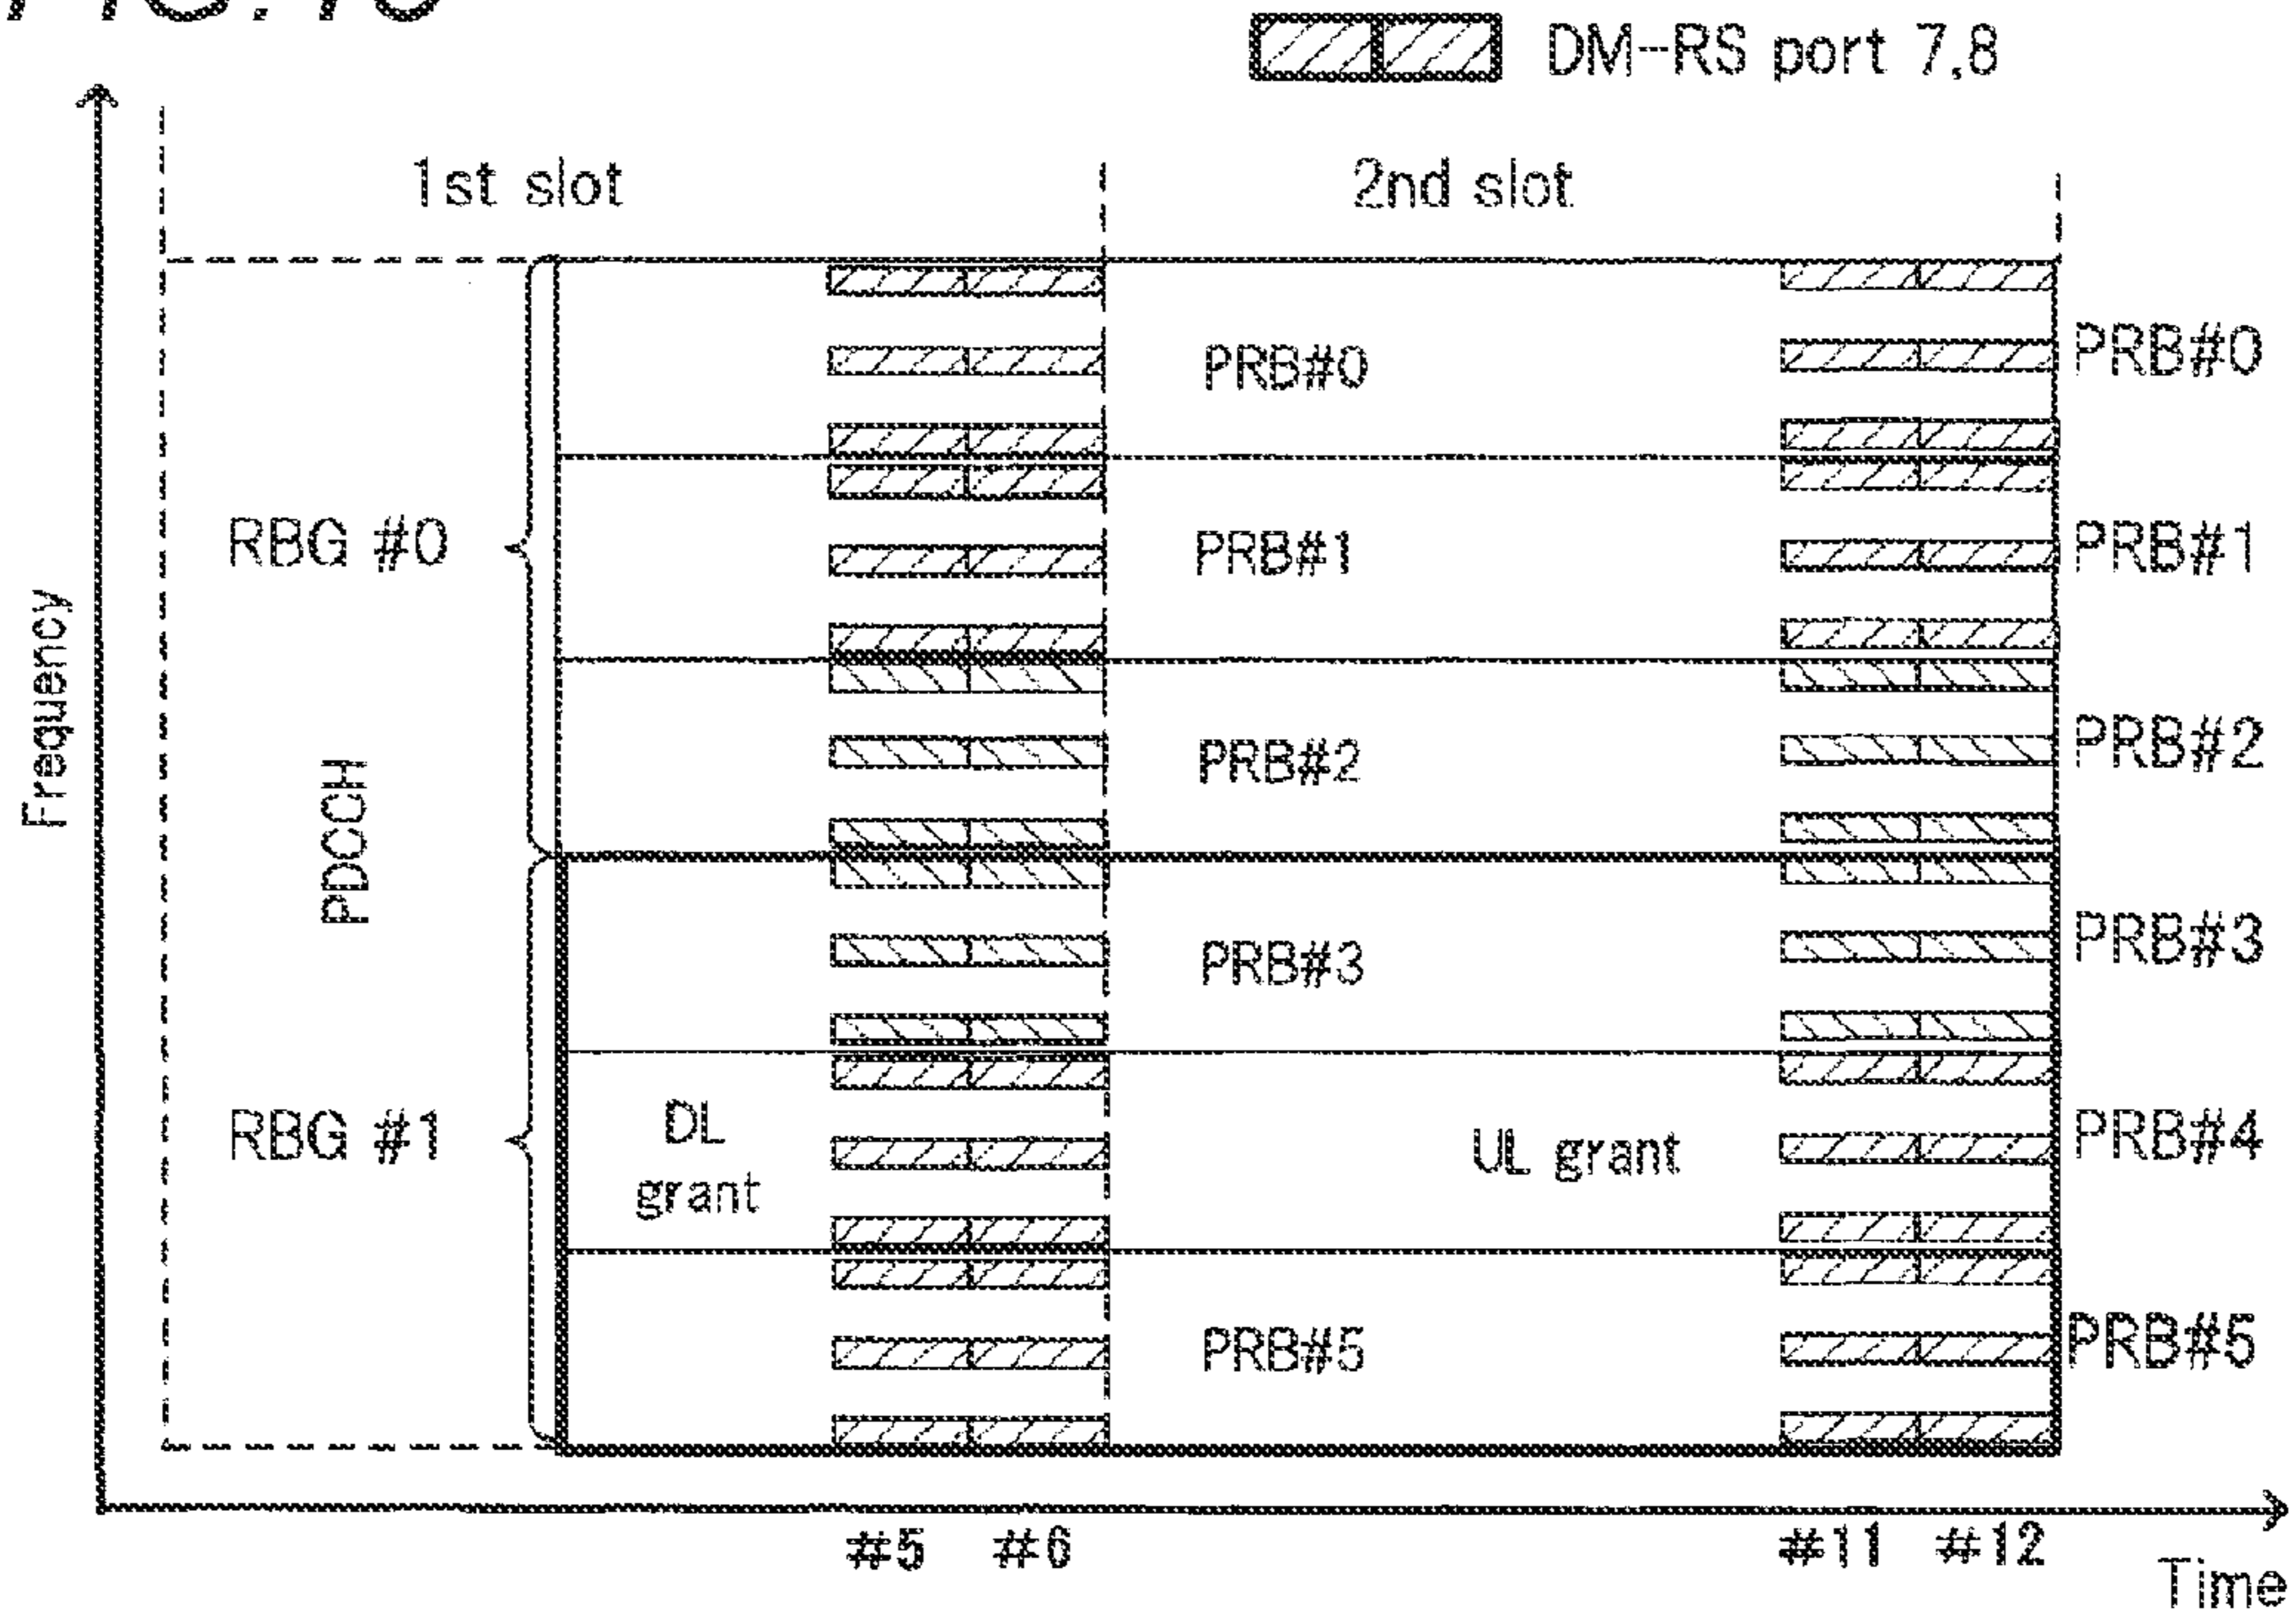 DM-RS port 7,8
1st slot
2nd slot
PRB#0
PRB#0
RBG #0
PRB#1
PRB#1
Frequency
PDCCH
PRB#2
PRB#2
PRB#3
PRB#3
RBG #1
DL
grant
UL grant
PRB#4
PRB#5
PRB#5
#5
#6
#11
#12
Time